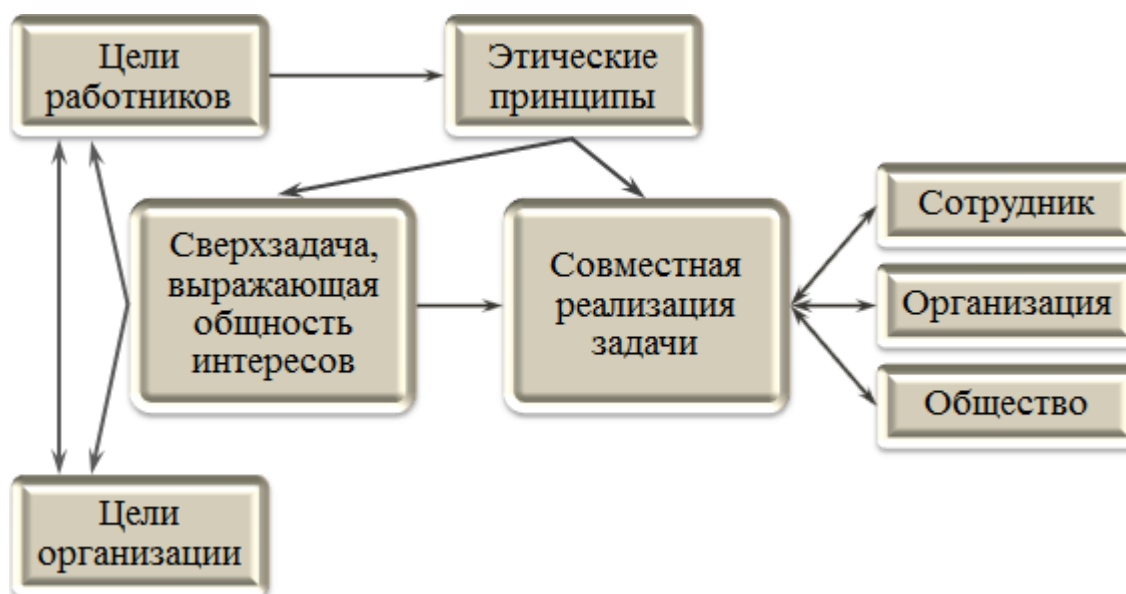 Цели
работников
Этические
принципы
Сверхзадача,
выражающая
общность
интересов
Совместная
реализация
задачи
Сотрудник
Организация
Общество
Цели
организации